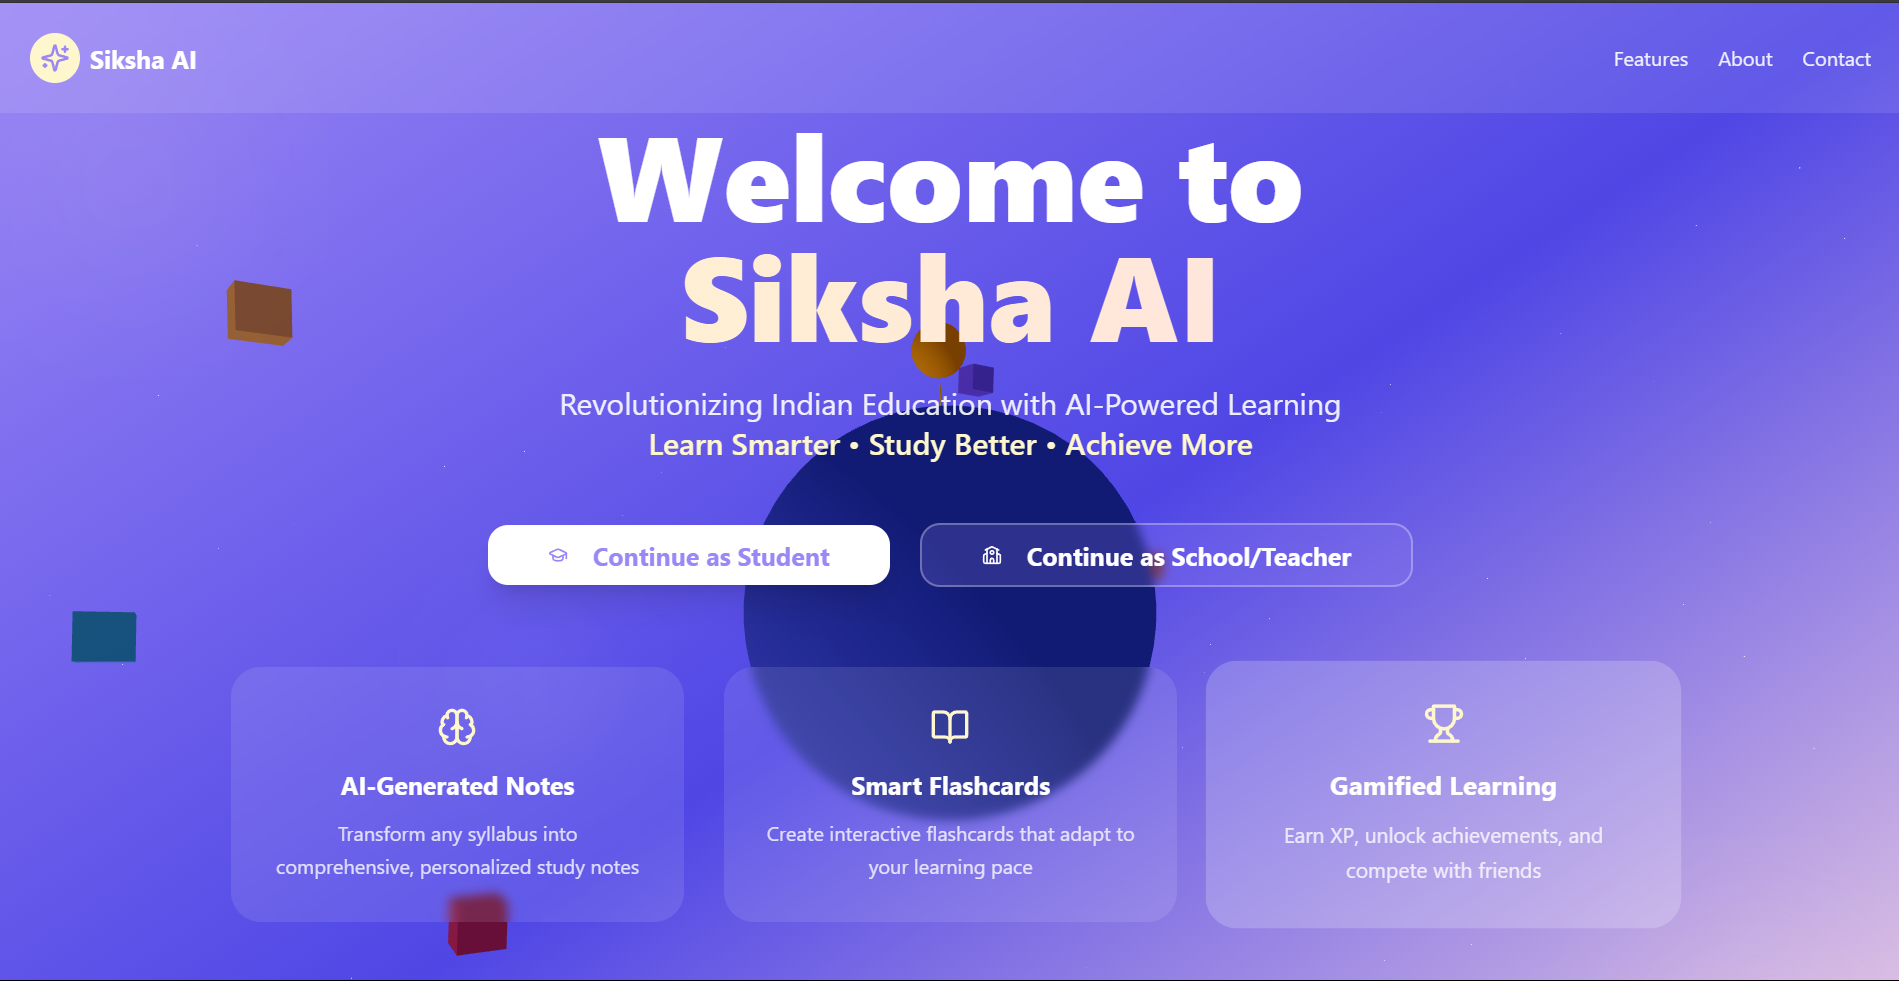 Siksha AI
Features
About
Contact
Welcome to
Siksha AI
Revolutionizing Indian Education with AI-Powered Learning
Learn Smarter • Study Better • Achieve More
Continue as Student
Continue as School/Teacher
AI-Generated Notes
Transform any syllabus into
comprehensive, personalized study notes
Smart Flashcards
Create interactive flashcards that adapt to
your learning pace
Gamified Learning
Earn XP, unlock achievements, and
compete with friends